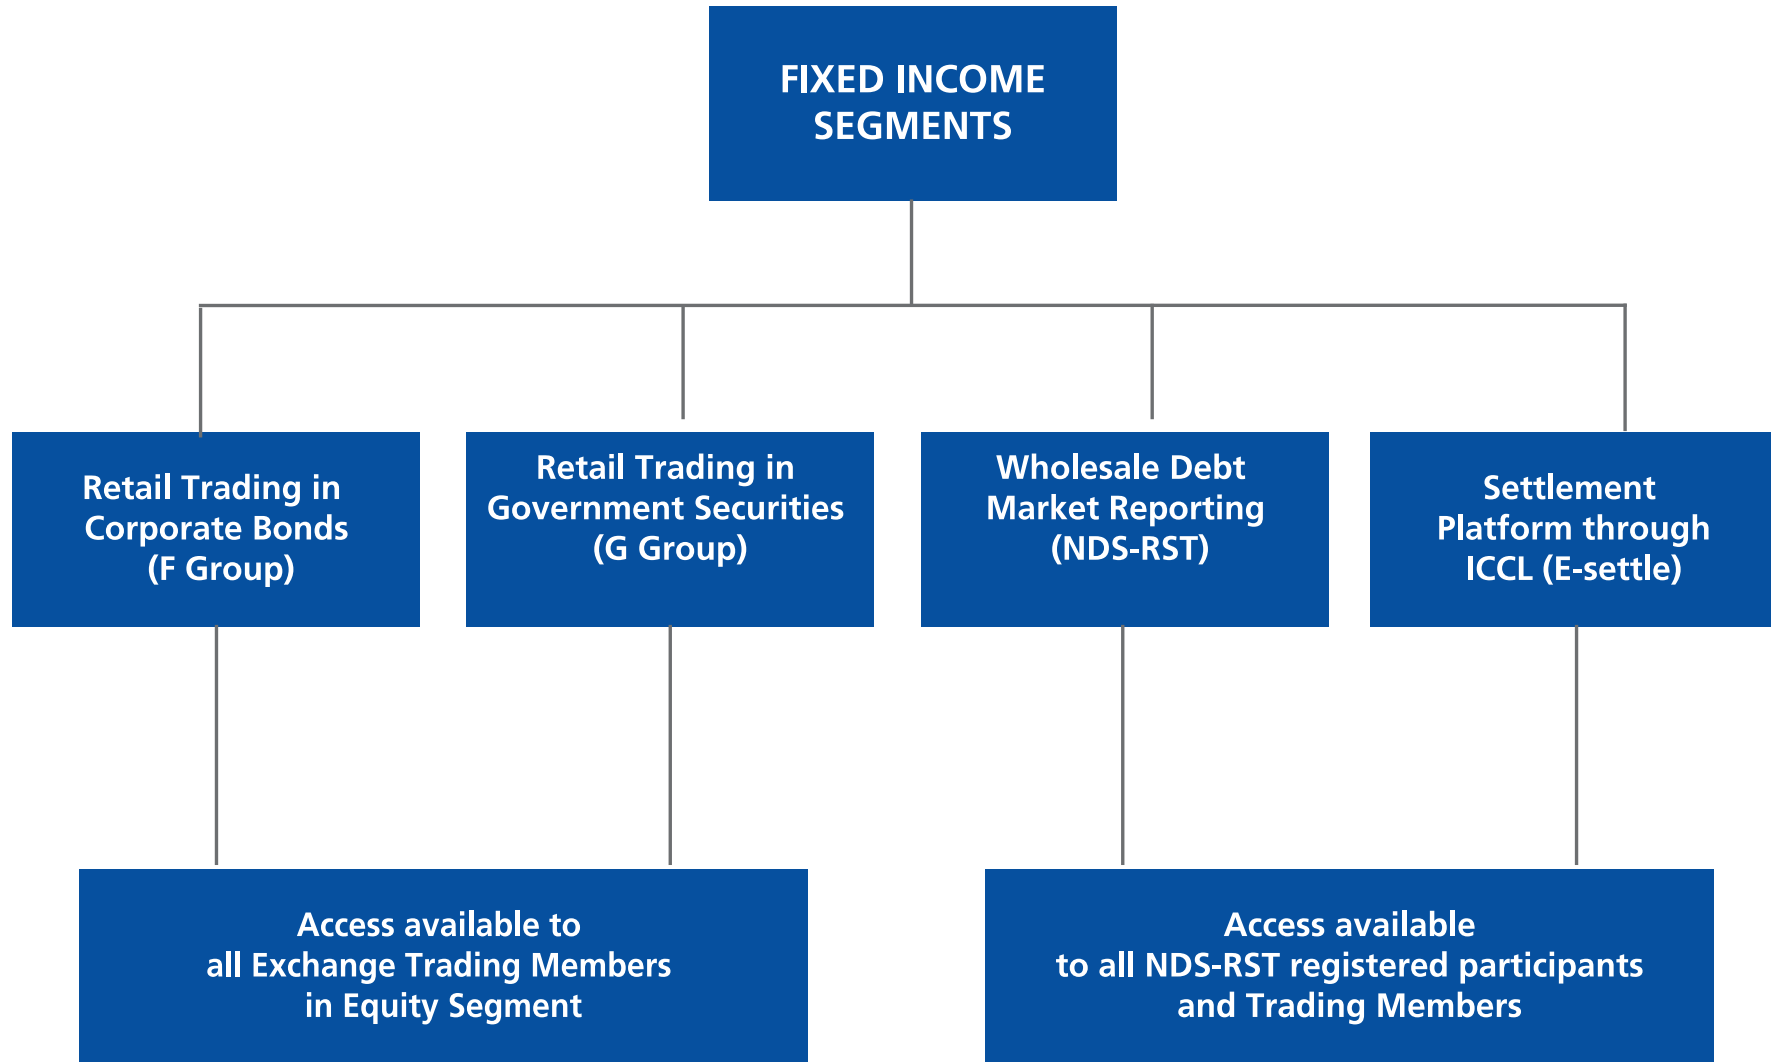 FIXED INCOME
SEGMENTS
Retail Trading in
Corporate Bonds
(F Group)
Retail Trading in
Government Securities
(G Group)
Wholesale Debt
Market Reporting
(NDS-RST)
Settlement
Platform through
ICCL (E-settle)
Access available to
all Exchange Trading Members
in Equity Segment
Access available
to all NDS-RST registered participants
and Trading Members